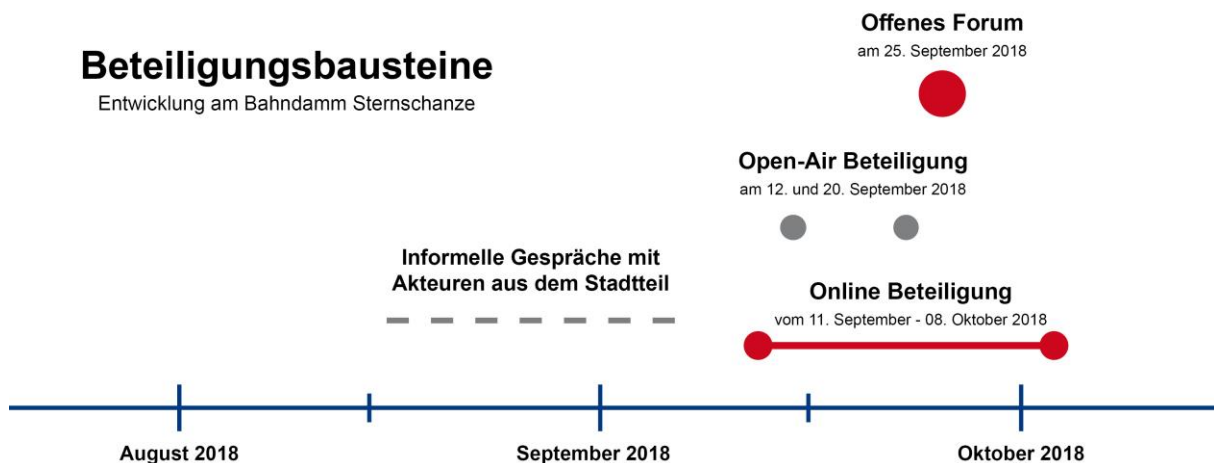 Beteiligungsbausteine
Entwicklung am Bahndamm Sternschanze
Offenes Forum
am 25. September 2018
Open-Air Beteiligung
am 12. und 20. September 2018
Informelle Gespräche mit
Akteuren aus dem Stadtteil
Online Beteiligung
vom 11. September - 08. Oktober 2018
August 2018
September 2018
Oktober 2018